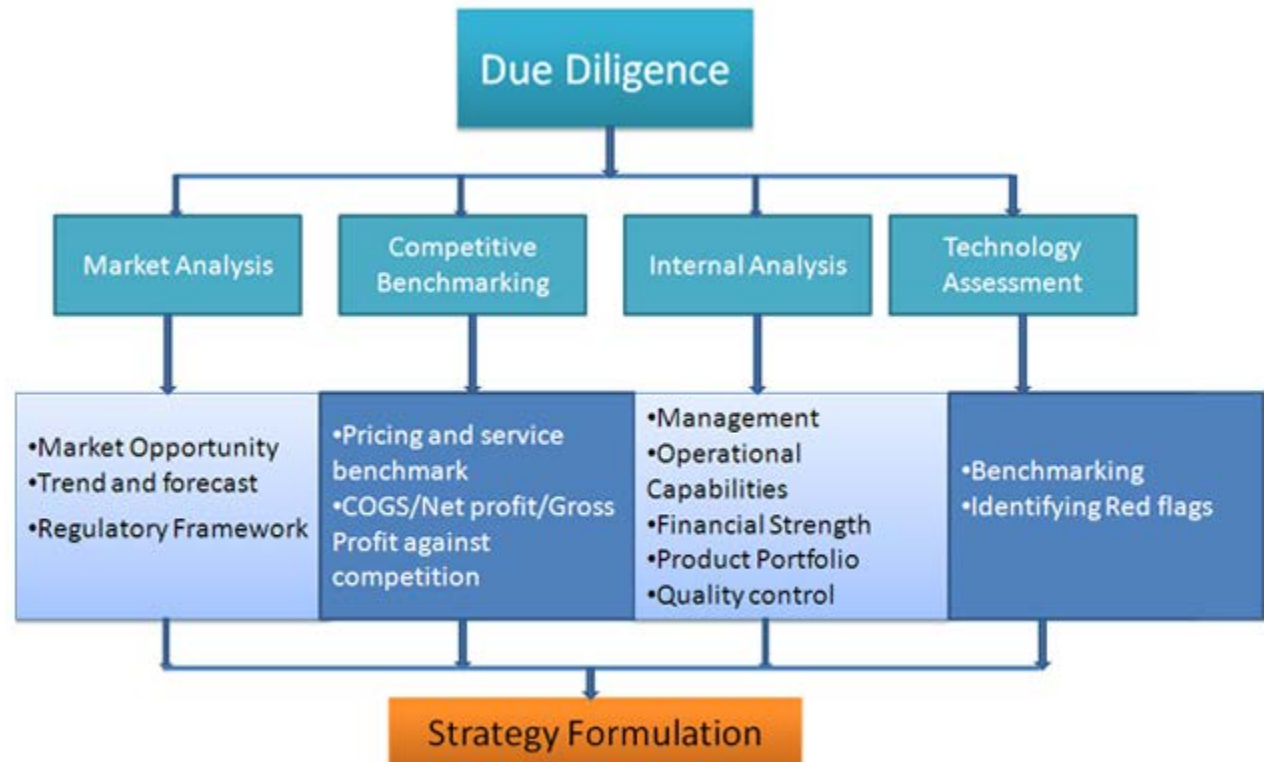 Due Diligence
Market Analysis
Competitive
Benchmarking
Internal Analysis
Technology
Assessment
•Market Opportunity
•Trend and forecast
•Regulatory Framework
•Pricing and service
benchmark
•COGS/Net profit/Gross
Profit against
competition
•Management
•Operational
Capabilities
•Financial Strength
•Product Portfolio
•Quality control
•Benchmarking
•Identifying Red flags
Strategy Formulation